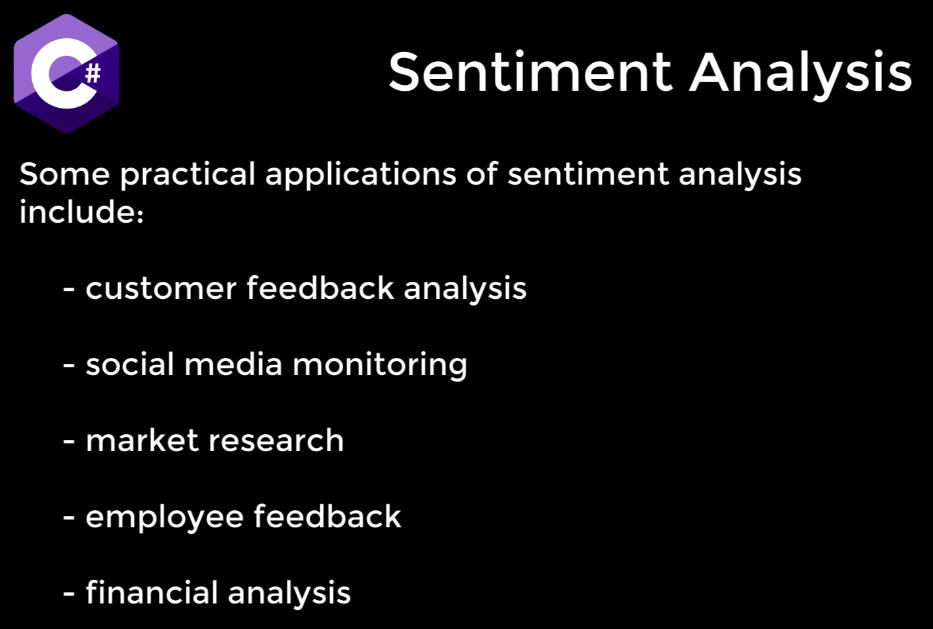 C#
Sentiment Analysis
Some practical applications of sentiment analysis
include:
- customer feedback analysis
- social media monitoring
- market research
- employee feedback
- financial analysis